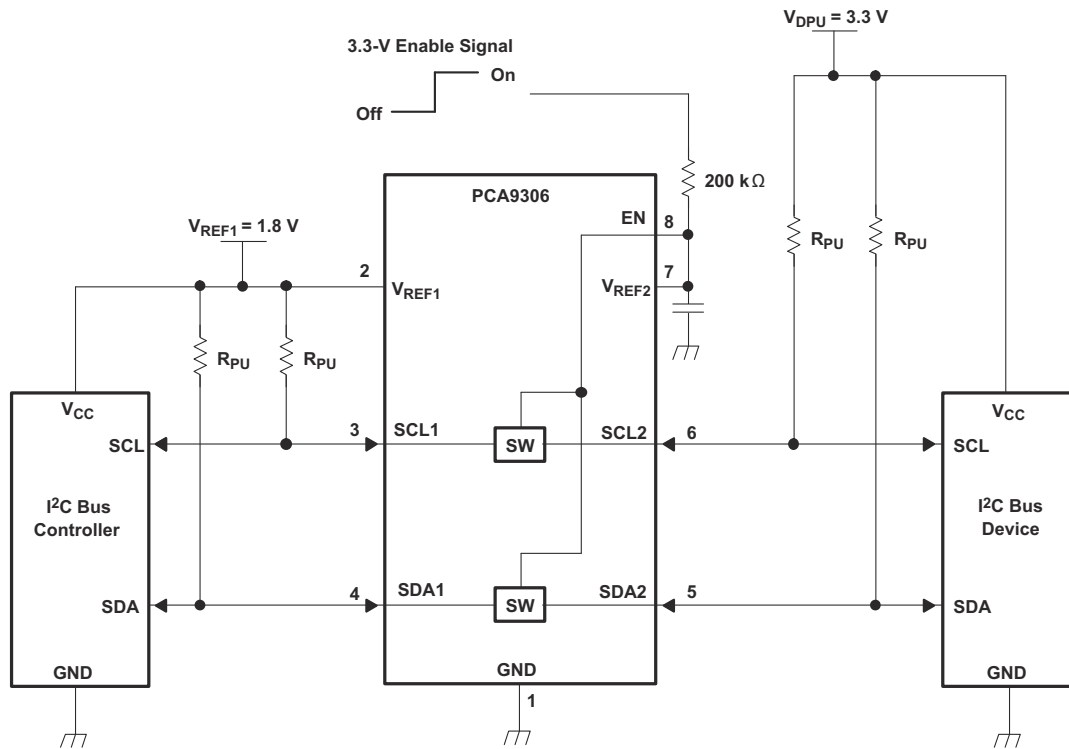 V_DPU = 3.3 V
3.3-V Enable Signal
On
Off
200 kΩ
PCA9306
EN
8
R_PU
R_PU
V_REF1 = 1.8 V
2
V_REF1
7
V_REF2
R_PU
R_PU
V_CC
V_CC
SCL
3
SCL1
SW
SCL2
6
SCL
I²C Bus
Controller
I²C Bus
Device
SDA
4
SDA1
SW
SDA2
5
SDA
GND
GND
1
GND